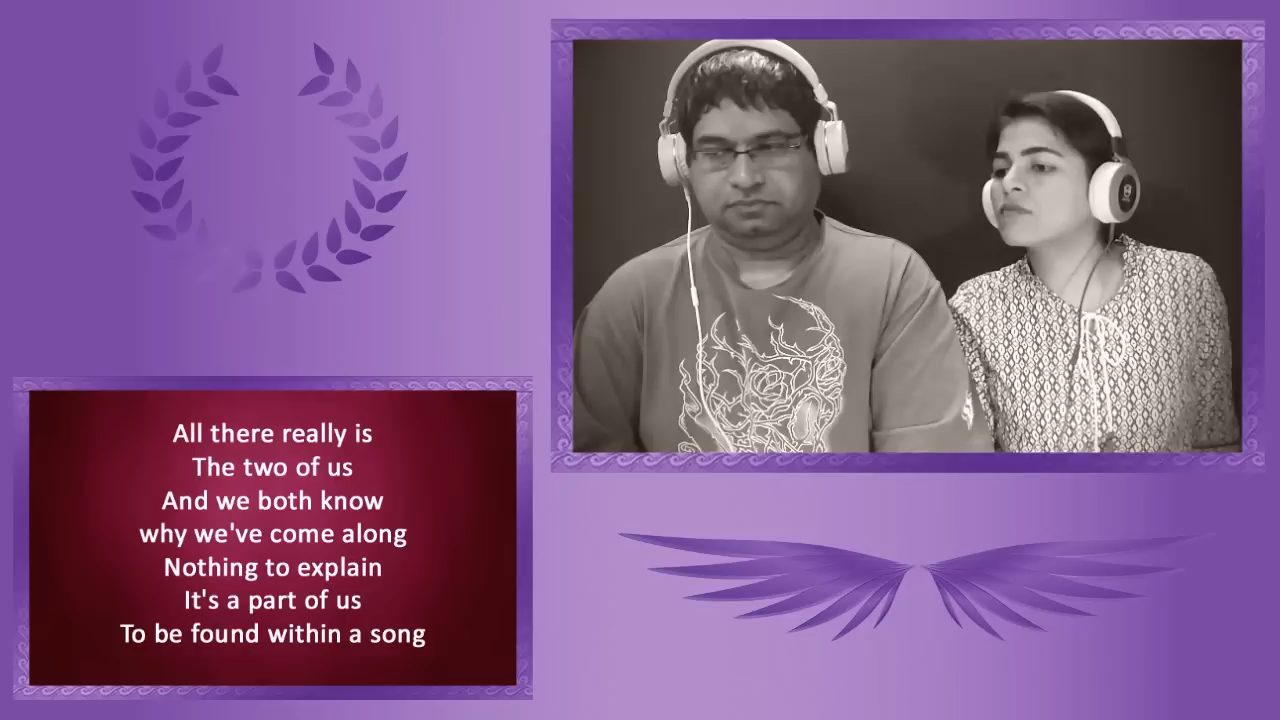 All there really is
The two of us
And we both know
why we've come along
Nothing to explain
It's a part of us
To be found within a song